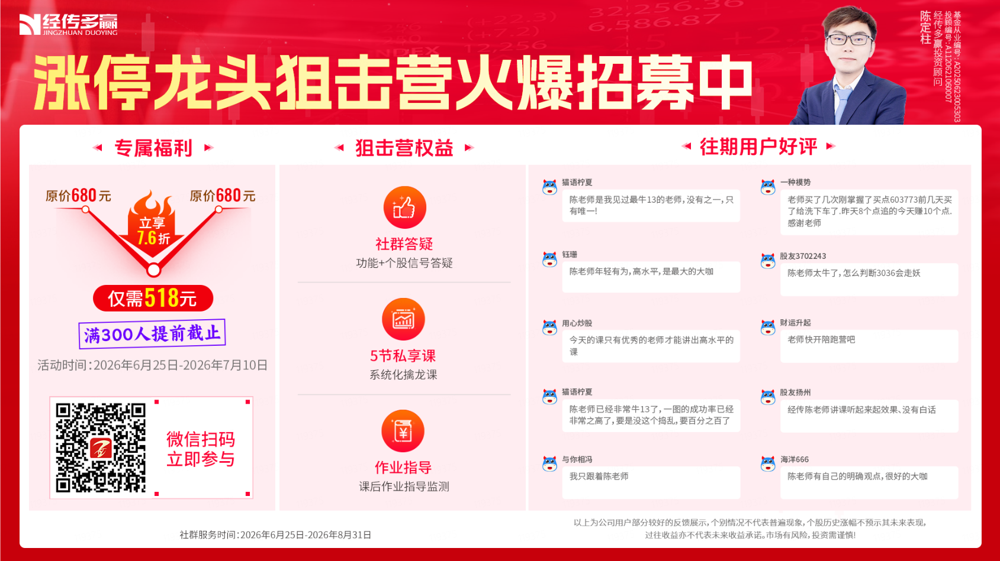 经传多赢
JINGZHUAN DUOYING
涨停龙头狙击营火爆招募中
陈定柱
经传多赢投资顾问
投顾编号:A1120621060007
基金从业编号:A20250623005303
专属福利
原价680元
原价680元
立享
7.6折
仅需518元
满300人提前截止
活动时间:2026年6月25日-2026年7月10日
微信扫码
立即参与
狙击营权益
社群答疑
功能+个股信号答疑
5节私享课
系统化擒龙课
作业指导
课后作业指导监测
社群服务时间:2026年6月25日-2026年8月31日
往期用户好评
猫语柠夏
陈老师是我见过最牛13的老师,没有之一,只
有唯一!
钰珊
陈老师年轻有为,高水平,是最大的大咖
用心炒股
今天的课只有优秀的老师才能讲出高水平的
课
猫语柠夏
陈老师已经非常牛13了,一图的成功率已经
非常之高了,要是没这个捣乱,要百分之百了
与你相冯
我只跟着陈老师
一种模势
老师买了几次刚掌握了买点603773前几天买
了给洗下车了.昨天8个点追的今天赚10个点.
感谢老师
股友3702243
陈老师太牛了,怎么判断3036会走妖
财运升起
老师快开陪跑营吧
股友扬州
经传陈老师讲课听起来起效果、没有白话
海洋666
陈老师有自己的明确观点,很好的大咖
以上为公司用户部分较好的反馈展示,个别情况不代表普遍现象,个股历史涨幅不预示其未来表现,
过往收益亦不代表未来收益承诺。市场有风险,投资需谨慎!